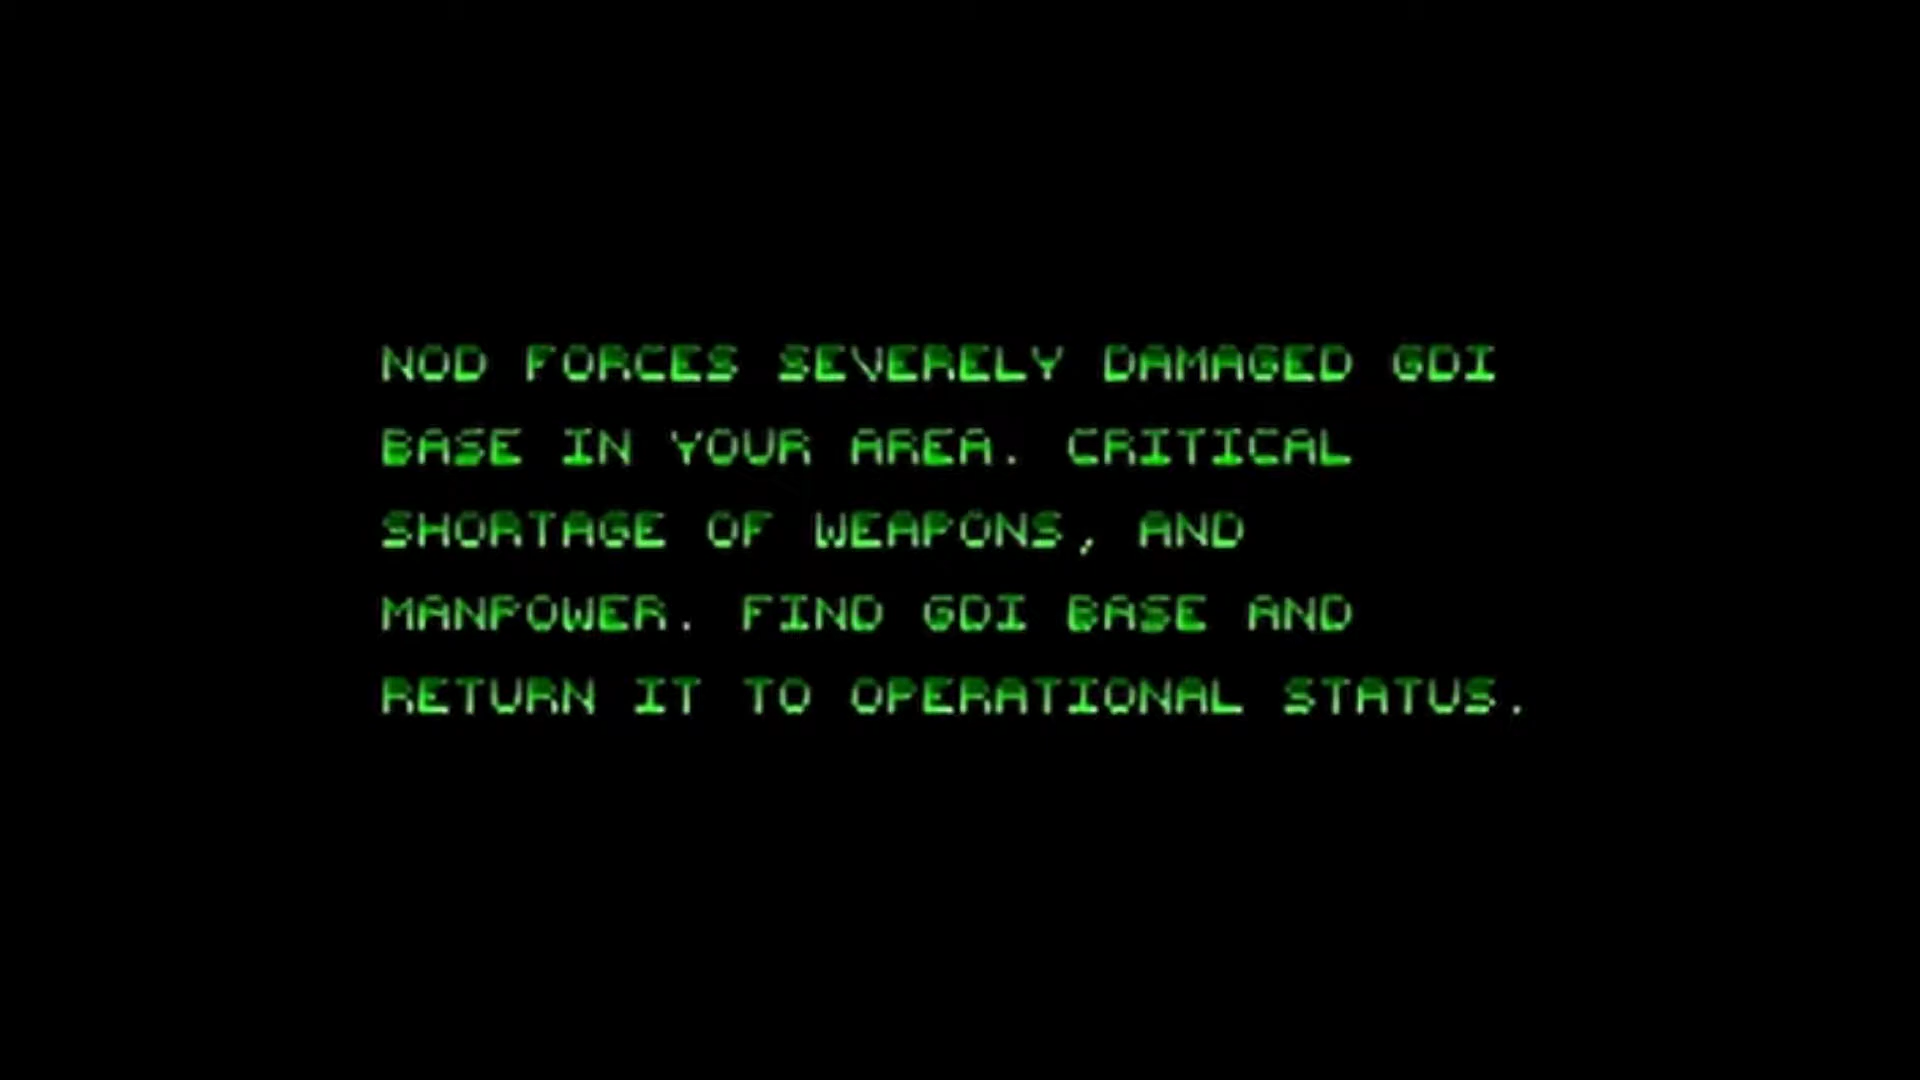 NOD FORCES SEVERELY DAMAGED GDI
BASE IN YOUR AREA. CRITICAL
SHORTAGE OF WEAPONS, AND
MANPOWER. FIND GDI BASE AND
RETURN IT TO OPERATIONAL STATUS.